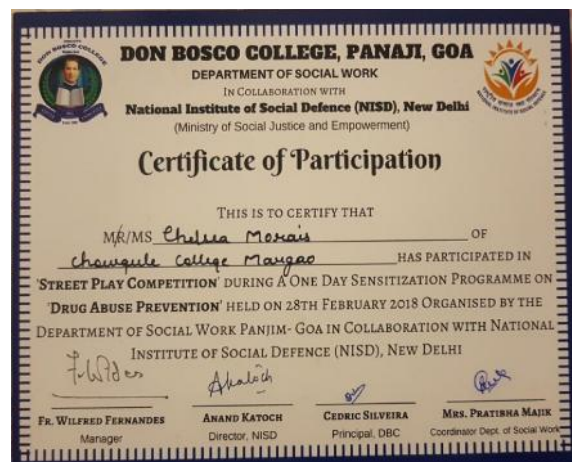 DON BOSCO COLLEGE, PANAJI, GOA
DEPARTMENT OF SOCIAL WORK
IN COLLABORATION WITH
National Institute of Social Defence (NISD), New Delhi
(Ministry of Social Justice and Empowerment)
Certificate of Participation
THIS IS TO CERTIFY THAT
MR/MS Chelsea Morais OF
Chowgule College Margao HAS PARTICIPATED IN
'STREET PLAY COMPETITION' DURING A ONE DAY SENSITIZATION PROGRAMME ON
'DRUG ABUSE PREVENTION' HELD ON 28TH FEBRUARY 2018 ORGANISED BY THE
DEPARTMENT OF SOCIAL WORK PANJIM- GOA IN COLLABORATION WITH NATIONAL
INSTITUTE OF SOCIAL DEFENCE (NISD), NEW DELHI
FR. WILFRED FERNANDES
Manager
ANAND KATOCH
Director, NISD
CEDRIC SILVEIRA
Principal, DBC
MRS. PRATISHA MAJIK
Coordinator Dept. of Social Work